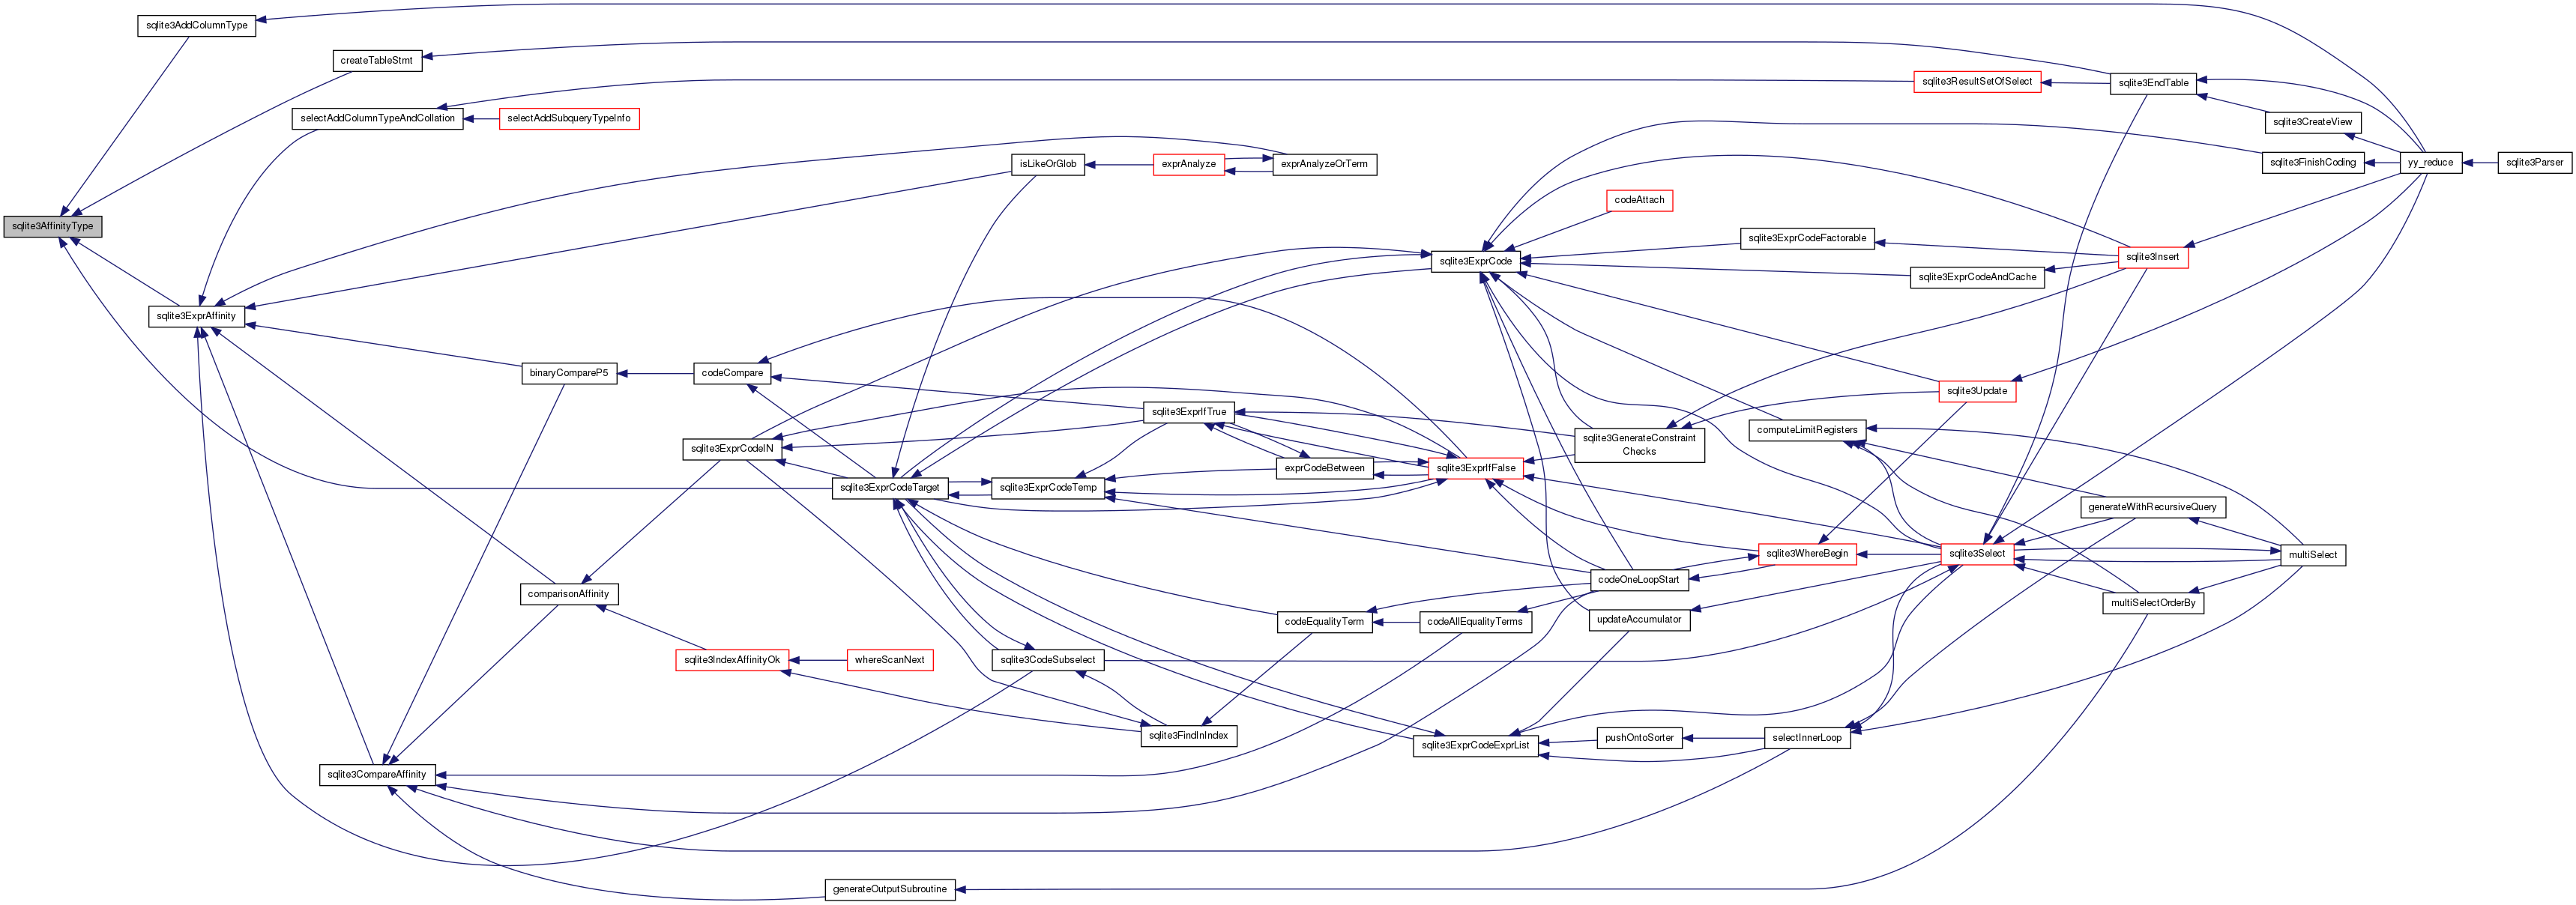 sqlite3AddColumnType
createTableStmt
sqlite3ResultSetOfSelect
sqlite3EndTable
selectAddColumnTypeAndCollation
selectAddSubqueryTypeInfo
sqlite3CreateView
isLikeOrGlob
exprAnalyze
exprAnalyzeOrTerm
sqlite3FinishCoding
yy_reduce
sqlite3Parser
codeAttach
sqlite3AffinityType
sqlite3ExprCodeFactorable
sqlite3ExprCode
sqlite3Insert
sqlite3ExprCodeAndCache
sqlite3ExprAffinity
binaryCompareP5
codeCompare
sqlite3Update
sqlite3ExprIfTrue
computeLimitRegisters
sqlite3GenerateConstraint
Checks
sqlite3ExprCodeIN
exprCodeBetween
sqlite3ExprIfFalse
sqlite3ExprCodeTarget
sqlite3ExprCodeTemp
generateWithRecursiveQuery
sqlite3WhereBegin
sqlite3Select
multiSelect
codeOneLoopStart
comparisonAffinity
multiSelectOrderBy
codeEqualityTerm
codeAllEqualityTerms
updateAccumulator
sqlite3IndexAffinityOk
whereScanNext
sqlite3CodeSubselect
sqlite3FindInIndex
sqlite3ExprCodeExprList
pushOntoSorter
selectInnerLoop
sqlite3CompareAffinity
generateOutputSubroutine